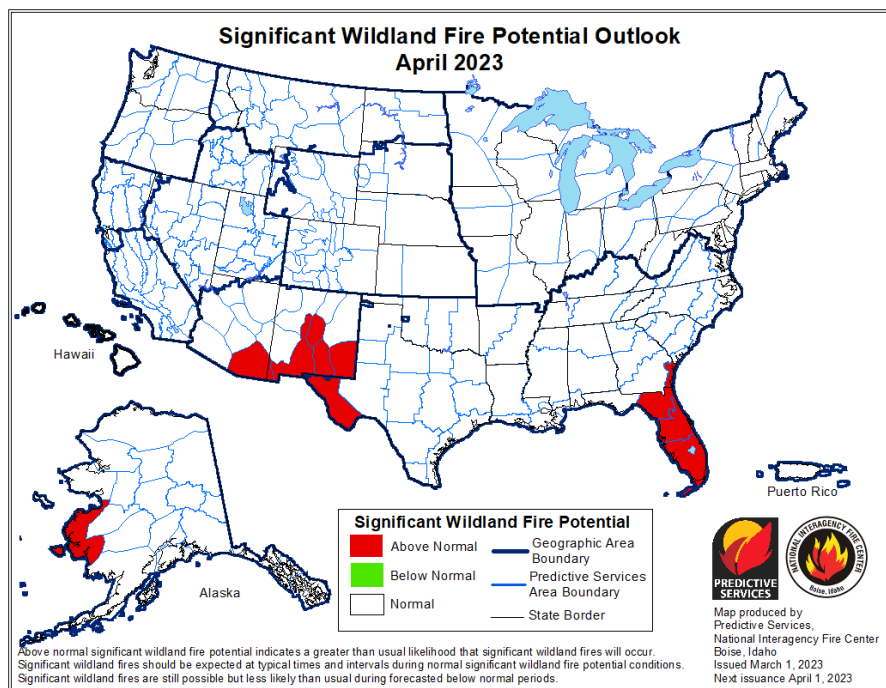 Significant Wildland Fire Potential Outlook
April 2023
Hawaii
Alaska
Puerto Rico
Significant Wildland Fire Potential
Above Normal
Below Normal
Normal
Geographic Area
Boundary
Predictive Services
Area Boundary
State Border
PREDICTIVE
SERVICES
NATIONAL INTERAGENCY FIRE CENTER
Boise, Idaho
Map produced by
Predictive Services,
National Interagency Fire Center
Boise, Idaho
Issued March 1, 2023
Next issuance April 1, 2023
Above normal significant wildland fire potential indicates a greater than usual likelihood that significant wildland fires will occur.
Significant wildland fires should be expected at typical times and intervals during normal significant wildland fire potential conditions.
Significant wildland fires are still possible but less likely than usual during forecasted below normal periods.